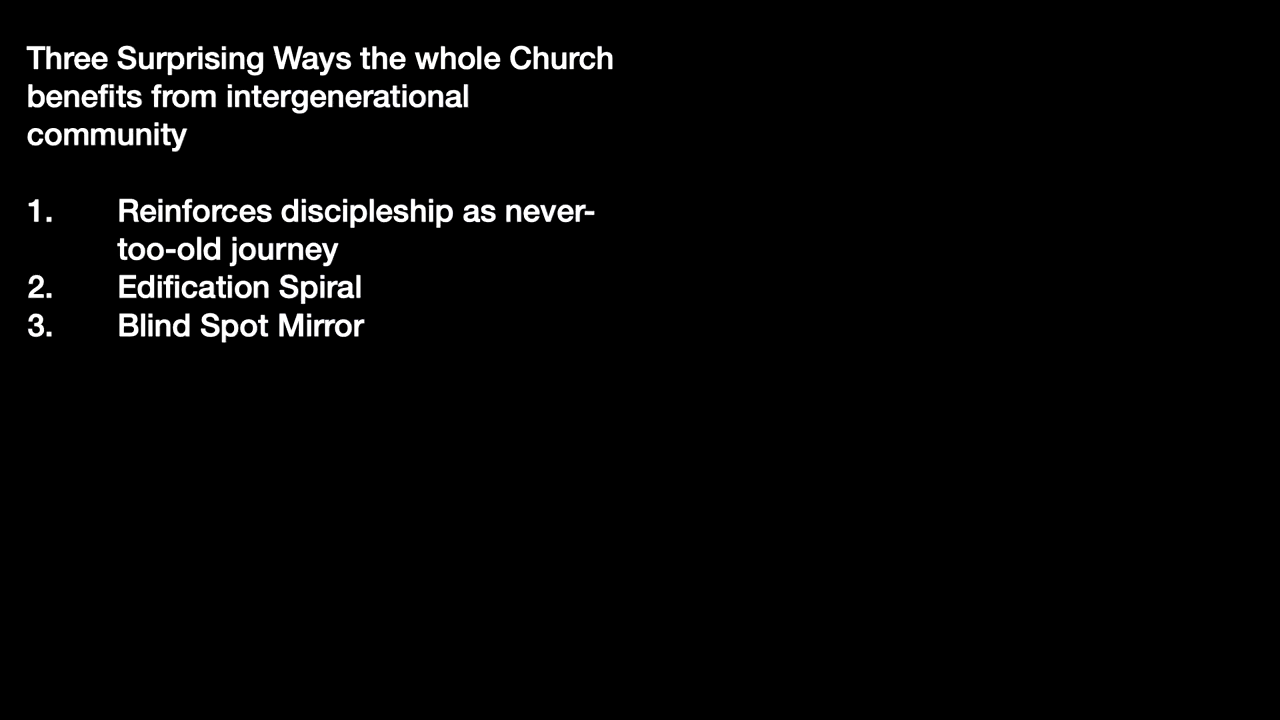 Three Surprising Ways the whole Church
benefits from intergenerational
community
1. Reinforces discipleship as never-
too-old journey
2. Edification Spiral
3. Blind Spot Mirror